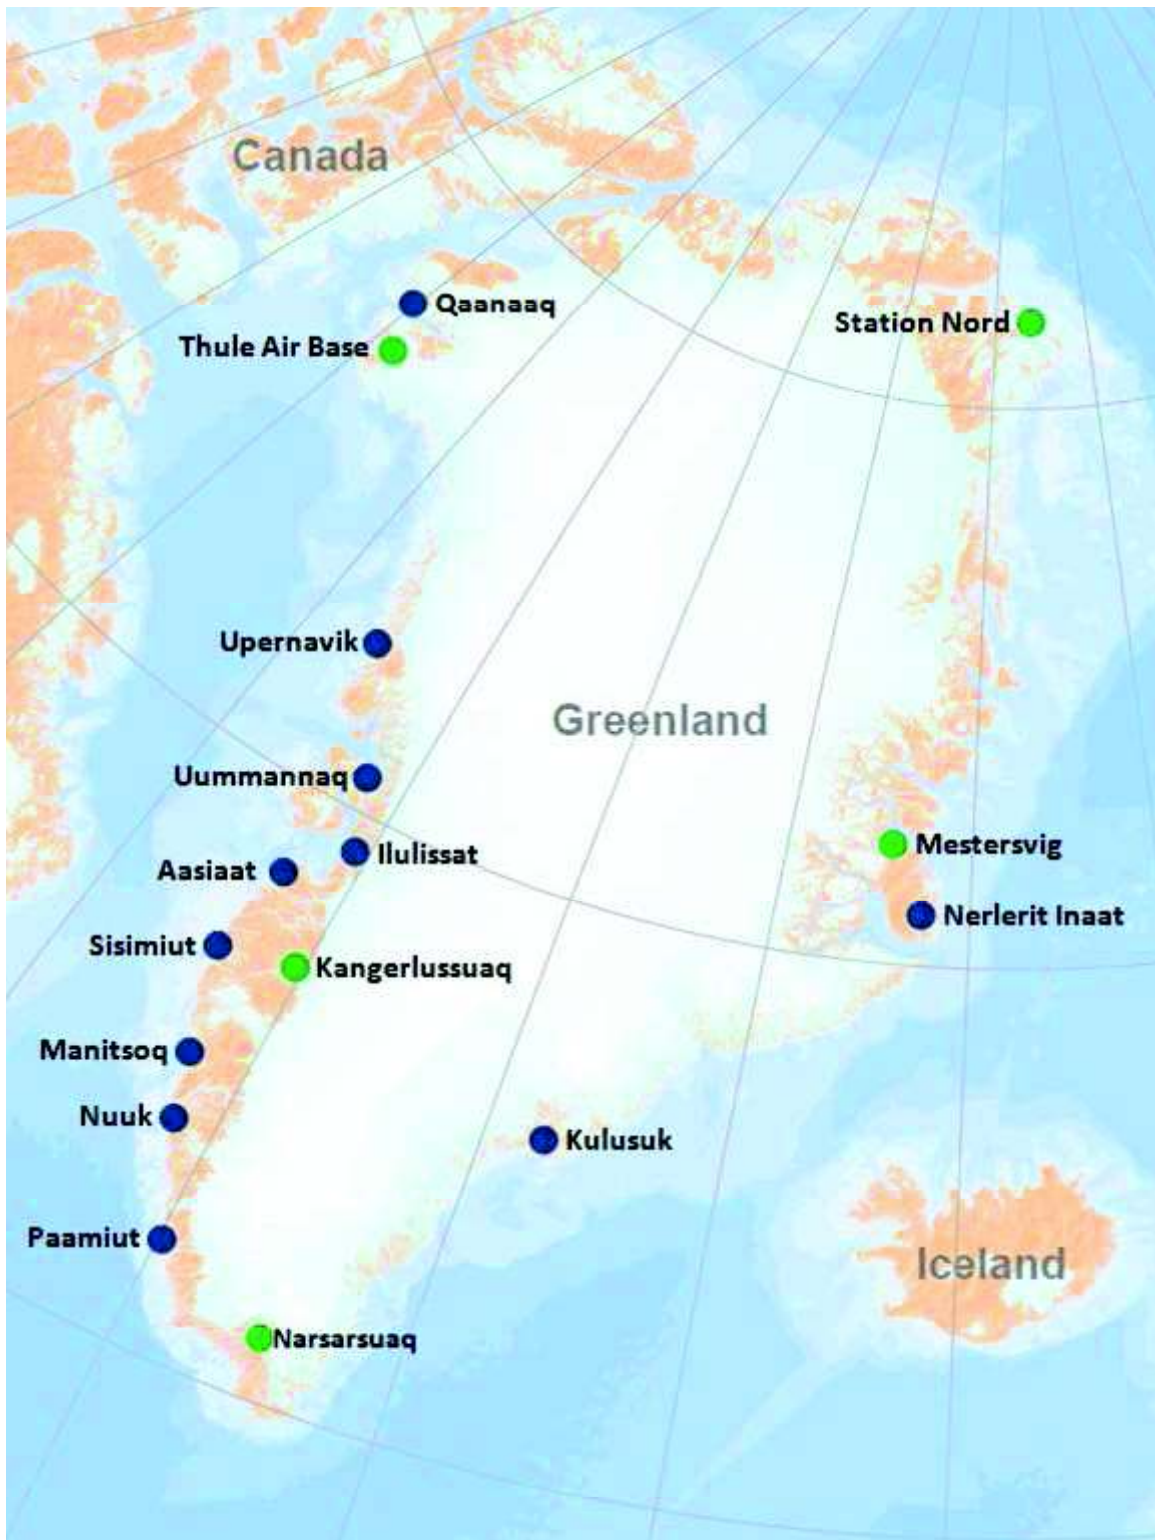 Canada
Qaanaaq
Station Nord
Thule Air Base
Upernavik
Greenland
Uummannaq
Mestersvig
Ilulissat
Aasiaat
Nerlerit Inaat
Sisimiut
Kangerlussuaq
Manitsoq
Nuuk
Kulusuk
Paamiut
Iceland
Narsarsuaq